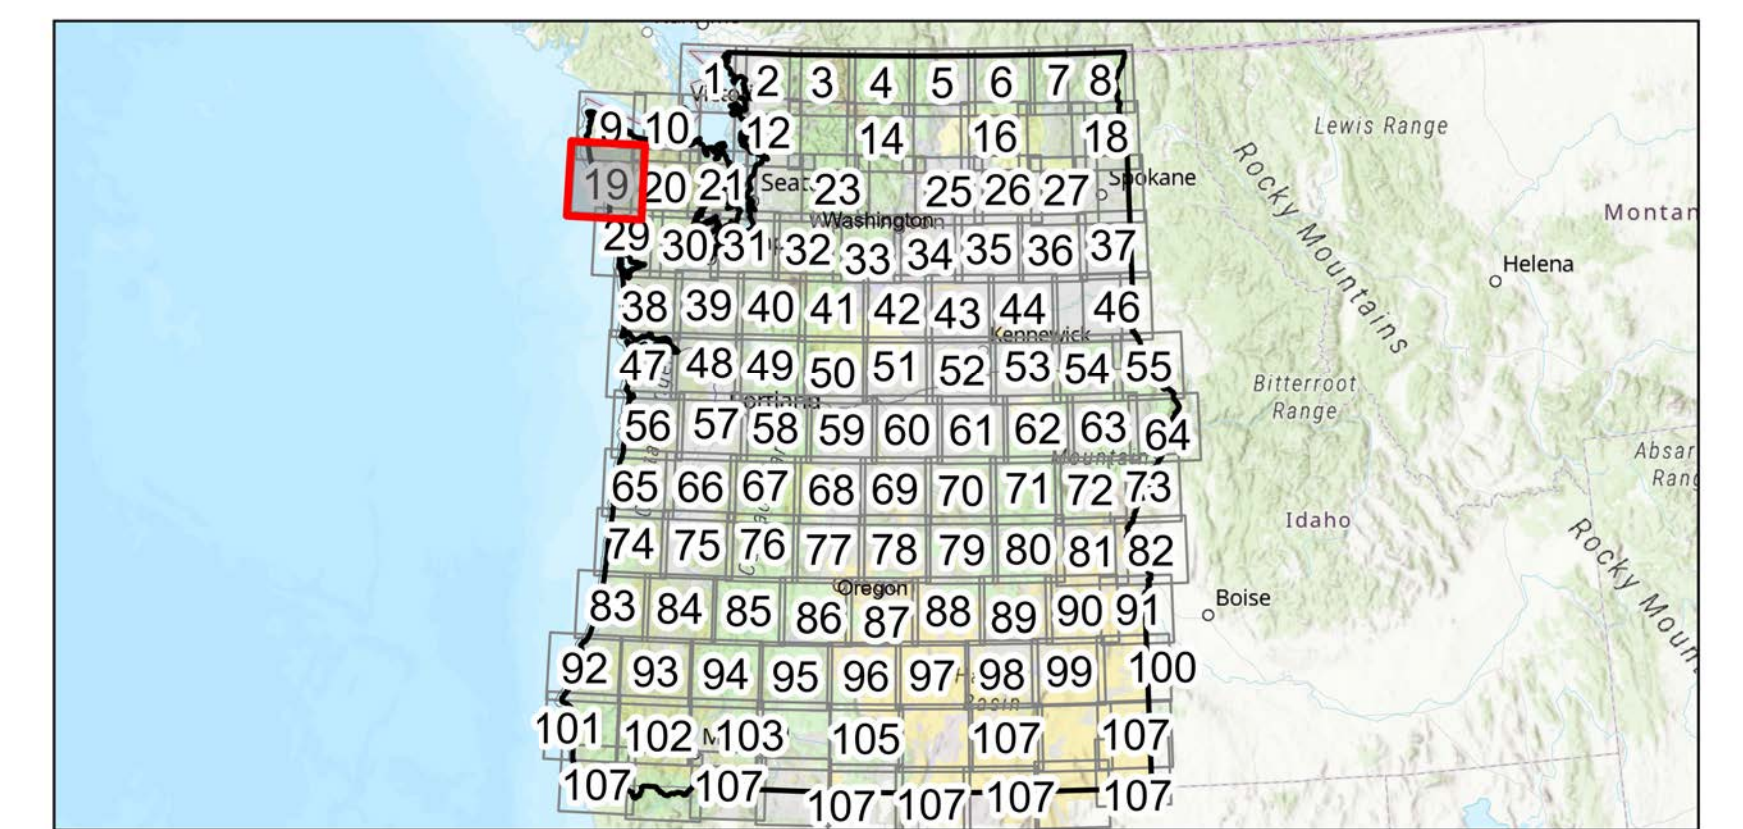 1 2 3 4 5 6 7 8
9 10 12 14 16 18
Lewis Range
19 20 21 23 25 26 27
Spokane
Washington
Rocky Mountains
29 30 31 32 33 34 35 36 37
Helena
38 39 40 41 42 43 44 46
Kennewick
47 48 49 50 51 52 53 54 55
Bitterroot
Range
Portland
56 57 58 59 60 61 62 63 64
Mountain
65 66 67 68 69 70 71 72 73
Idaho
74 75 76 77 78 79 80 81 82
Oregon
Boise
83 84 85 86 87 88 89 90 91
92 93 94 95 96 97 98 99 100
Basin
101 102 103 105 107 107
107 107 107 107 107 107